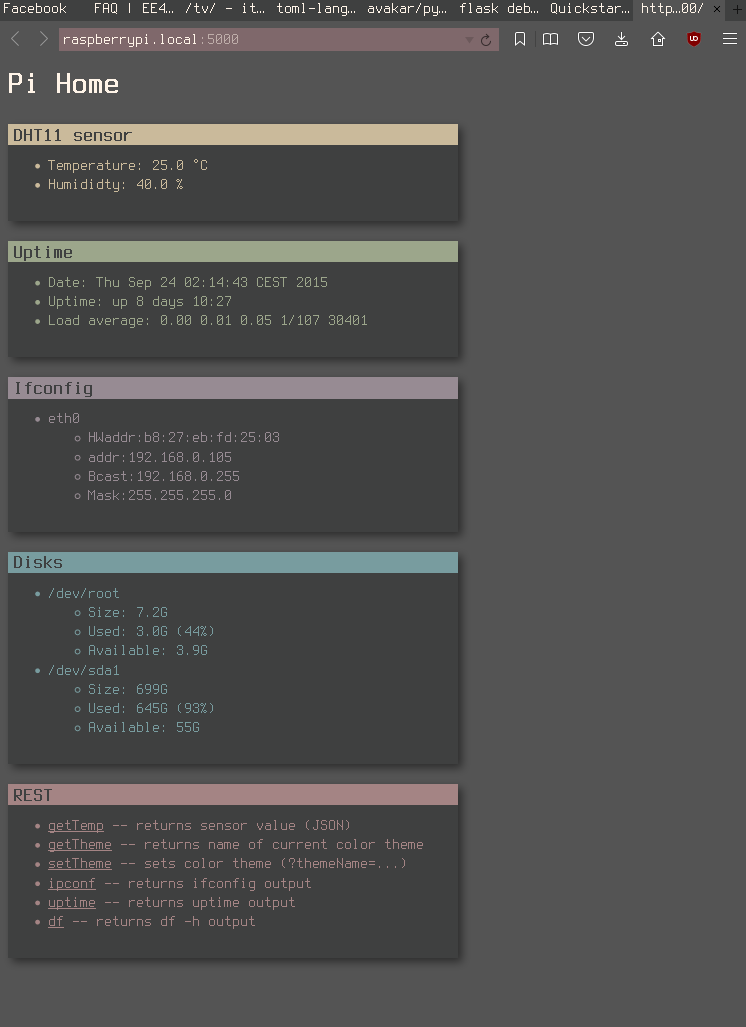 Facebook FAQ | EE4… /tv/ - it… toml-lang… avakar/py… flask deb… Quickstar… http…00/ × +
raspberrypi.local:5000
Pi Home
DHT11 sensor
Temperature: 25.0 °C
Humididty: 40.0 %
Uptime
Date: Thu Sep 24 02:14:43 CEST 2015
Uptime: up 8 days 10:27
Load average: 0.00 0.01 0.05 1/107 30401
Ifconfig
eth0
HWaddr:b8:27:eb:fd:25:03
addr:192.168.0.105
Bcast:192.168.0.255
Mask:255.255.255.0
Disks
/dev/root
Size: 7.2G
Used: 3.0G (44%)
Available: 3.9G
/dev/sda1
Size: 699G
Used: 645G (93%)
Available: 55G
REST
getTemp -- returns sensor value (JSON)
getTheme -- returns name of current color theme
setTheme -- sets color theme (?themeName=...)
ipconf -- returns ifconfig output
uptime -- returns uptime output
df -- returns df -h output